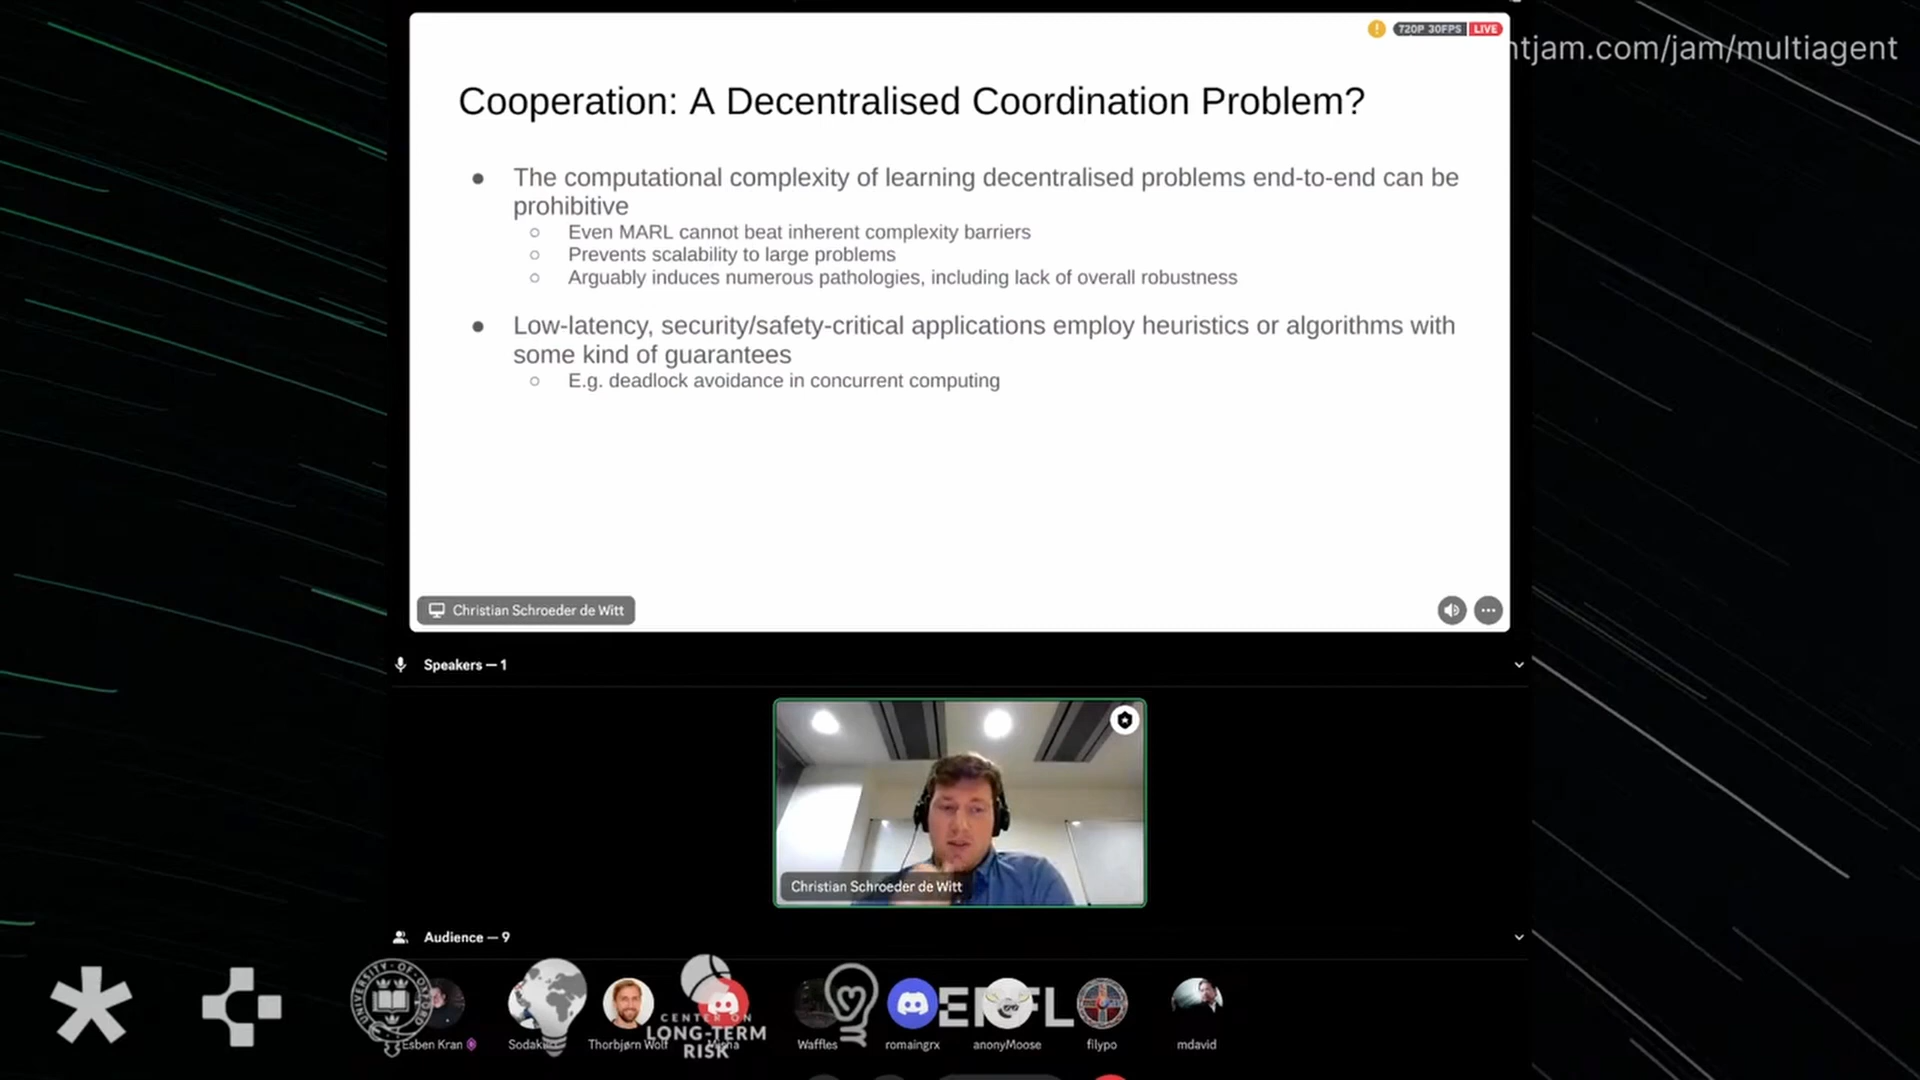 720P 30FPS LIVE
ntjam.com/jam/multiagent
Cooperation: A Decentralised Coordination Problem?
● The computational complexity of learning decentralised problems end-to-end can be
prohibitive
○ Even MARL cannot beat inherent complexity barriers
○ Prevents scalability to large problems
○ Arguably induces numerous pathologies, including lack of overall robustness
● Low-latency, security/safety-critical applications employ heuristics or algorithms with
some kind of guarantees
○ E.g. deadlock avoidance in concurrent computing
Christian Schroeder de Witt
Speakers — 1
Christian Schroeder de Witt
Audience — 9
UNIVERSITY OF OXFORD
CENTER ON
LONG-TERM
RISK
Esben Kran
Thorbjørn Wolf
Waffles
romaingrx
anonyMoose
filypo
mdavid